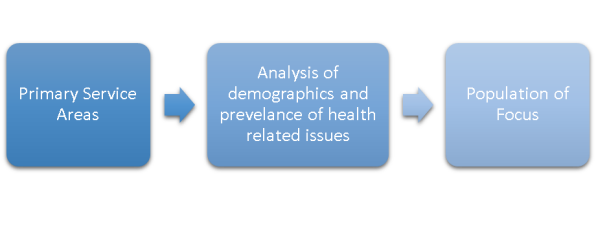 Primary Service
Areas
Analysis of
demographics and
prevelance of health
related issues
Population of
Focus